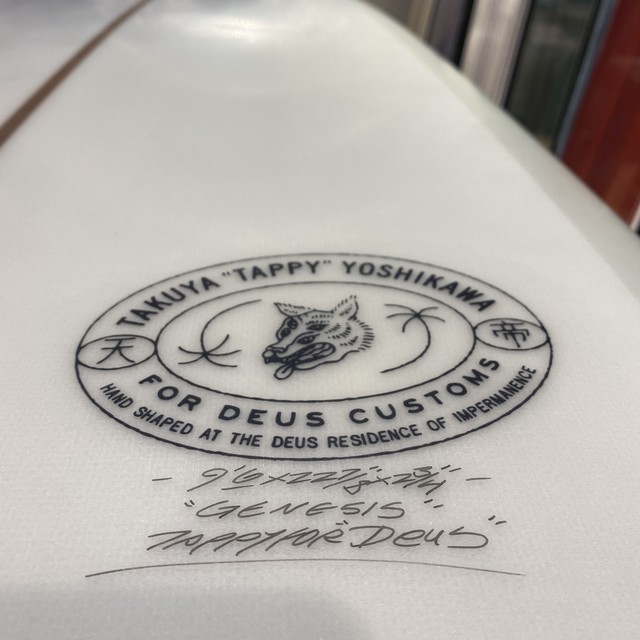 TAKUYA "TAPPY" YOSHIKAWA
天
帝
FOR DEUS CUSTOMS
HAND SHAPED AT THE DEUS RESIDENCE OF IMPERMANENCE
"GENESIS"
TAPPY FOR DEUS"